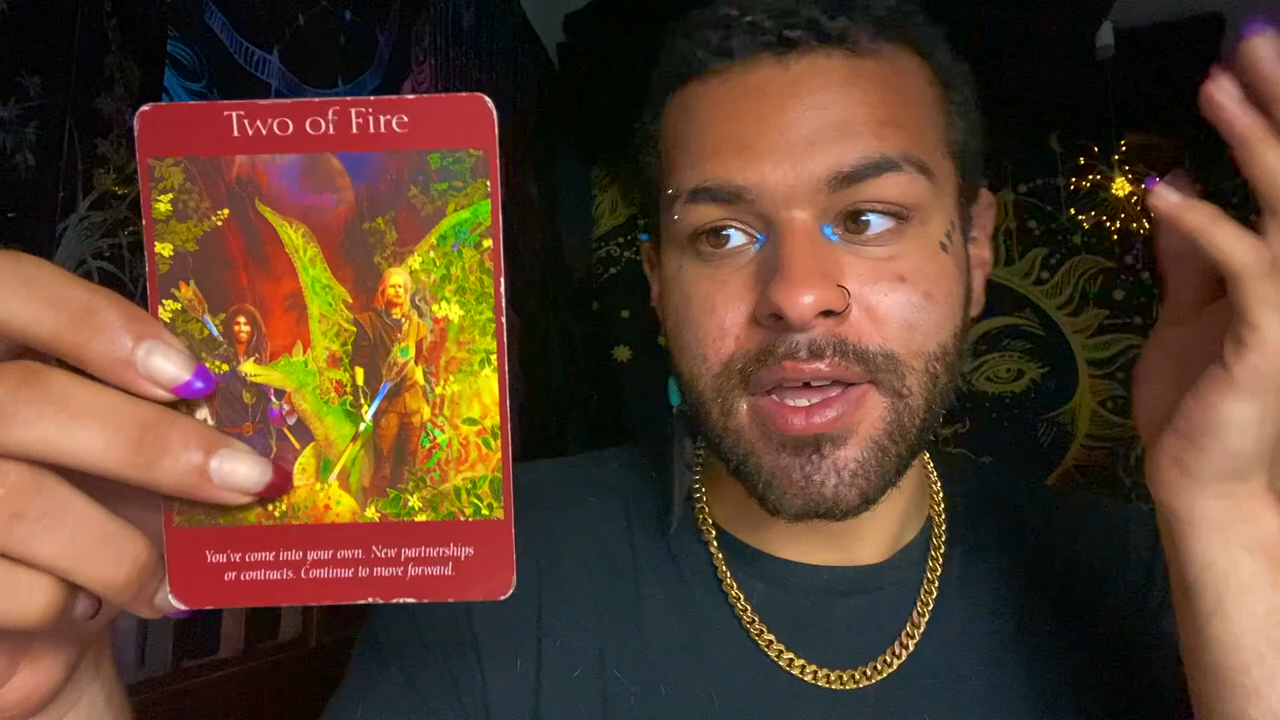 Two of Fire
You've come into your own. New partnerships
or contracts. Continue to move forward.